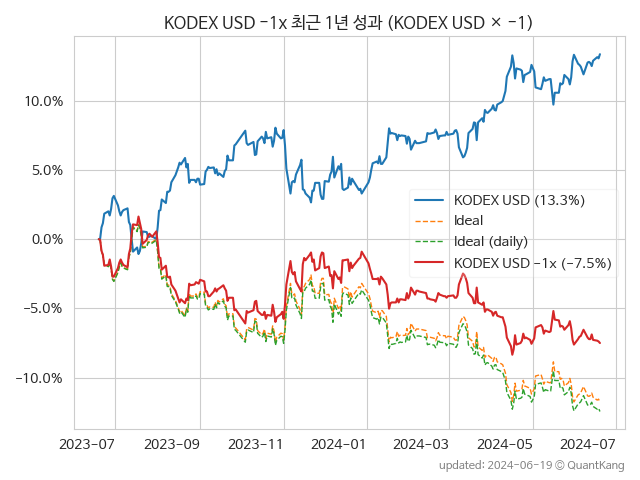 KODEX USD −1x 최근 1년 성과 (KODEX USD × −1)
10.0%
5.0%
0.0%
−5.0%
−10.0%
KODEX USD (13.3%)
Ideal
Ideal (daily)
KODEX USD −1x (−7.5%)
2023-07
2023-09
2023-11
2024-01
2024-03
2024-05
2024-07
updated: 2024-06-19 © QuantKang